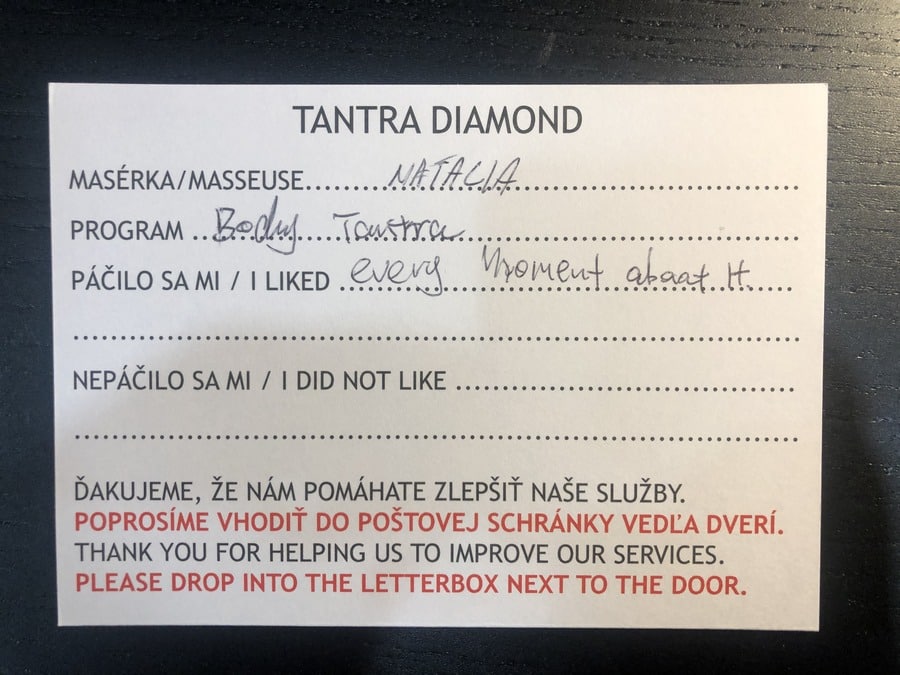 TANTRA DIAMOND
MASÉRKA/MASSEUSE.......NATALIA.......
PROGRAM ..Body Tantra.......
PÁČILO SA MI / I LIKED ..every moment abaat it.....
.......................................................................
NEPÁČILO SA MI / I DID NOT LIKE .................................
.......................................................................
ĎAKUJEME, ŽE NÁM POMÁHATE ZLEPŠIŤ NAŠE SLUŽBY.
POPROSÍME VHODIŤ DO POŠTOVEJ SCHRÁNKY VEDĽA DVERÍ.
THANK YOU FOR HELPING US TO IMPROVE OUR SERVICES.
PLEASE DROP INTO THE LETTERBOX NEXT TO THE DOOR.